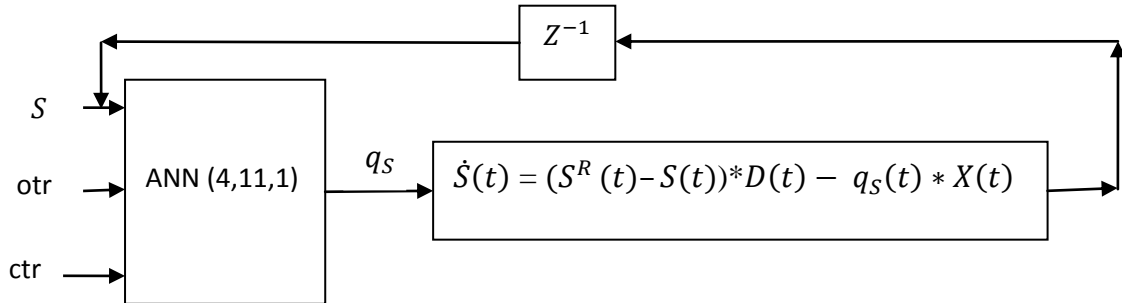 Z⁻¹
S
otr
ctr
ANN (4,11,1)
q_S
Ṡ(t) = (S^R (t)–S(t))*D(t) − q_S(t) ∗ X(t)